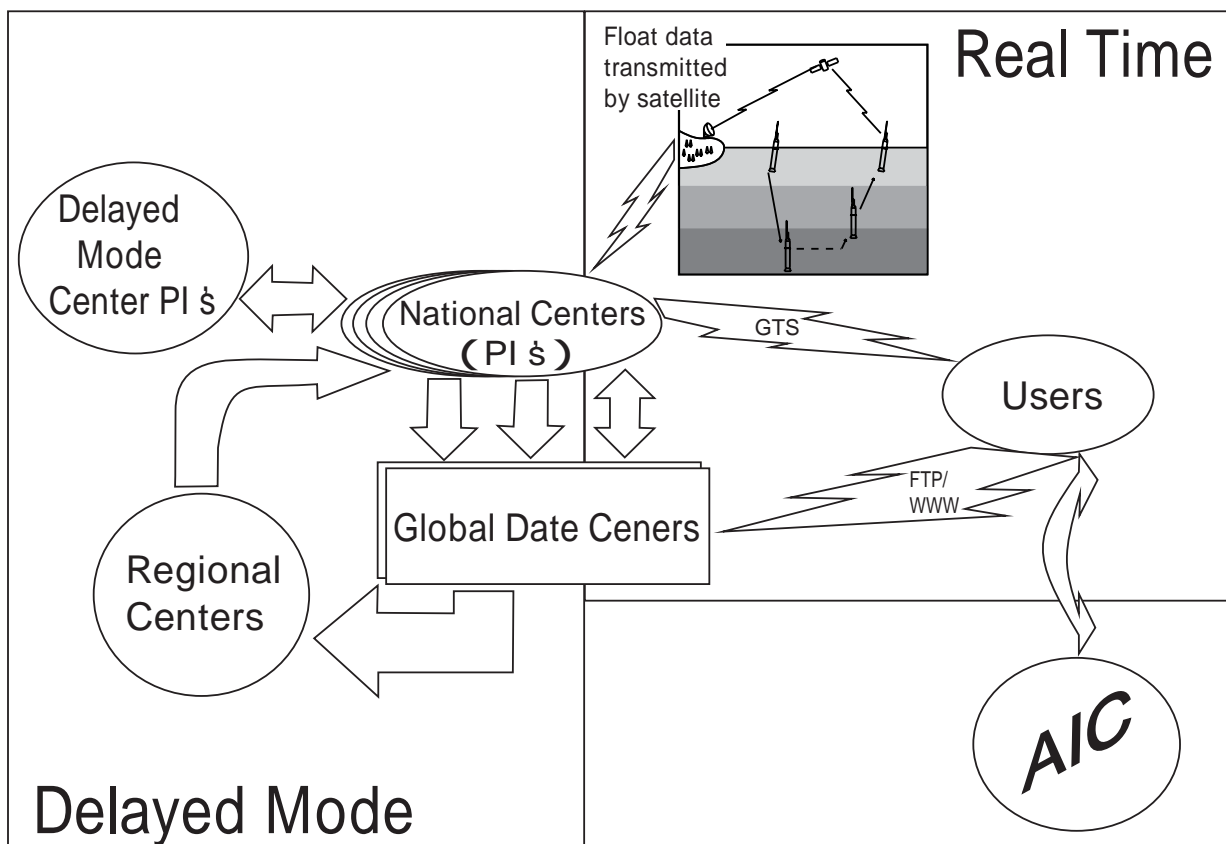 Float data
transmitted
by satellite
Real Time
Delayed
Mode
Center PI 's
National Centers
(PI 's)
GTS
Users
FTP/
WWW
Global Date Ceners
Regional
Centers
AIC
Delayed Mode